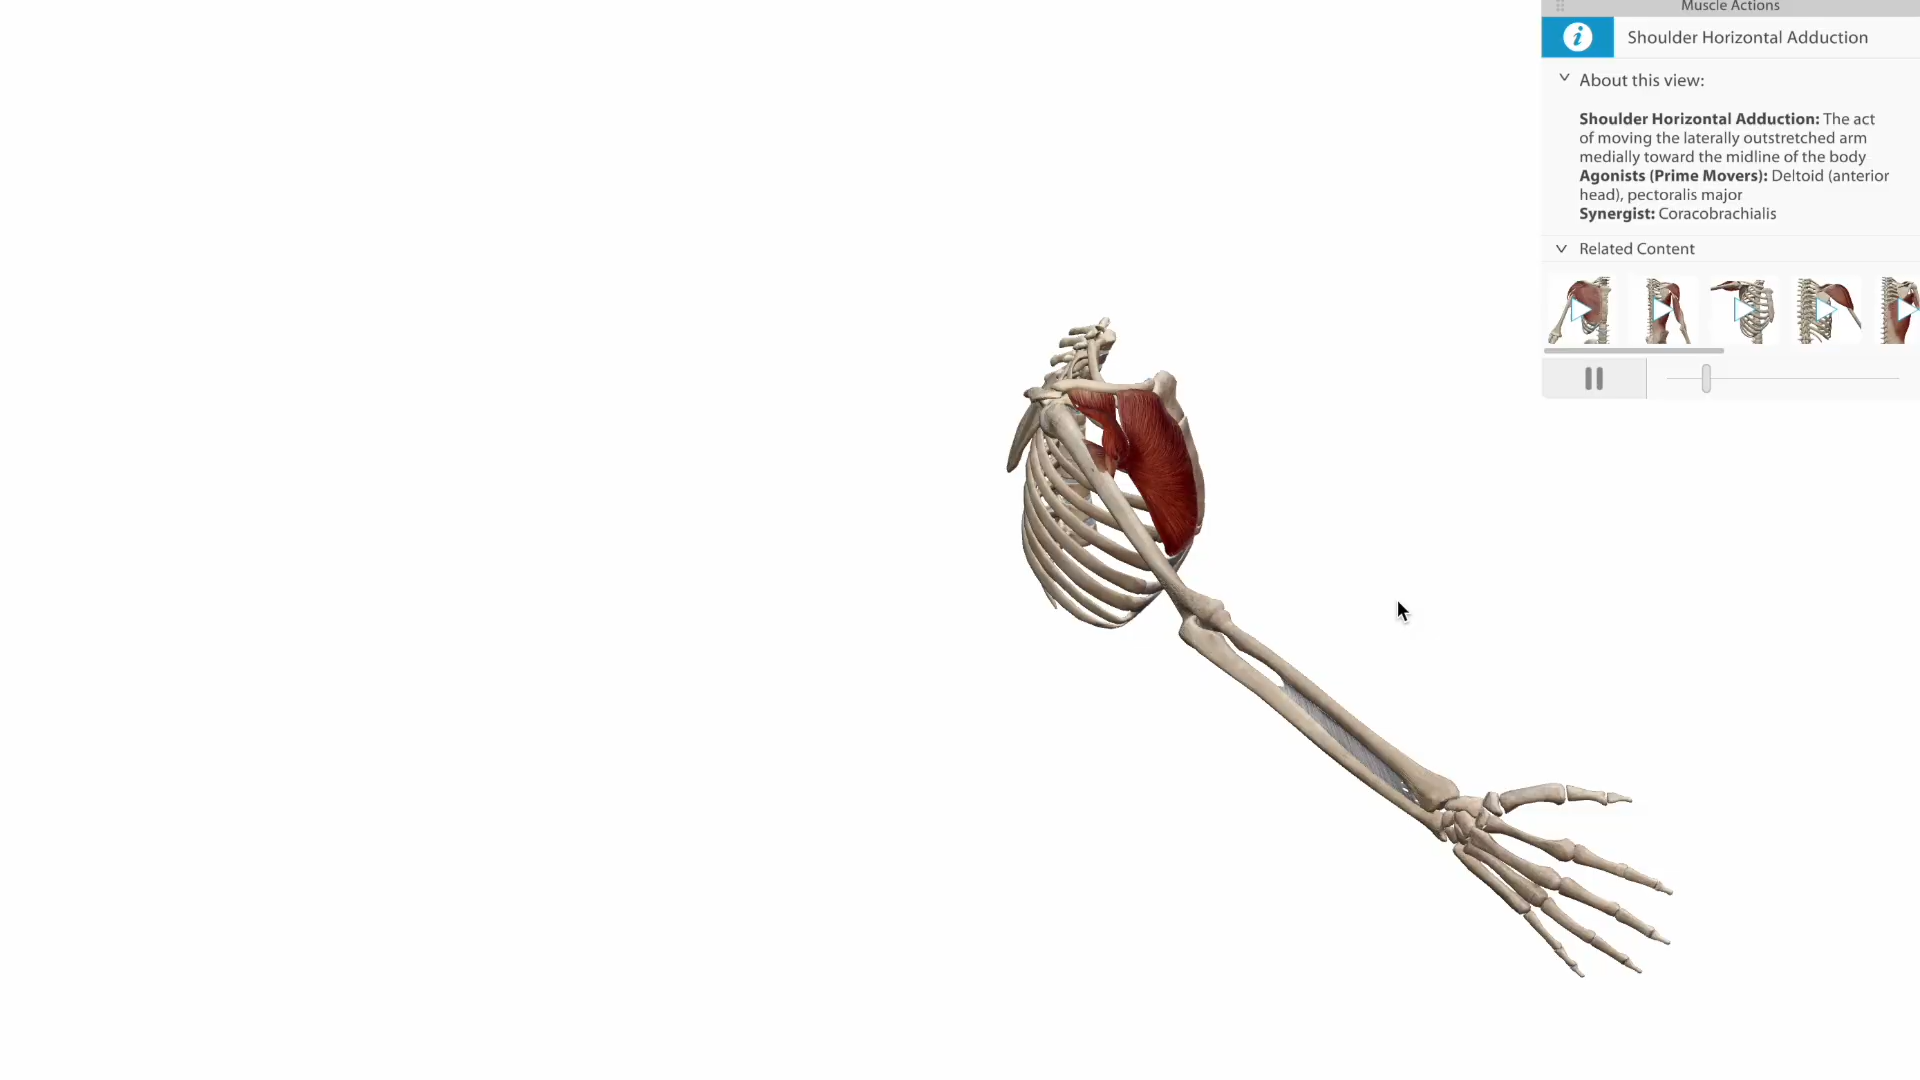 Muscle Actions
Shoulder Horizontal Adduction
About this view:
Shoulder Horizontal Adduction: The act
of moving the laterally outstretched arm
medially toward the midline of the body
Agonists (Prime Movers): Deltoid (anterior
head), pectoralis major
Synergist: Coracobrachialis
Related Content